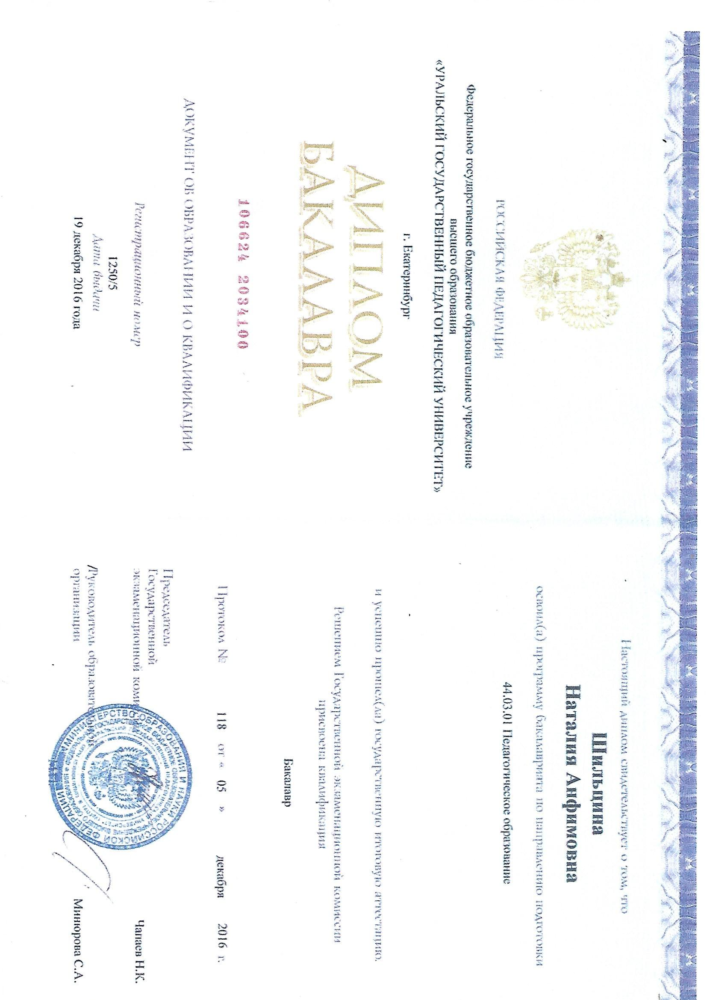 РОССИЙСКАЯ ФЕДЕРАЦИЯ
Федеральное государственное бюджетное образовательное учреждение
высшего образования
«УРАЛЬСКИЙ ГОСУДАРСТВЕННЫЙ ПЕДАГОГИЧЕСКИЙ УНИВЕРСИТЕТ»
г. Екатеринбург
ДИПЛОМ
БАКАЛАВРА
106624 2034100
ДОКУМЕНТ ОБ ОБРАЗОВАНИИ И О КВАЛИФИКАЦИИ
Регистрационный номер
1250/5
Дата выдачи
19 декабря 2016 года
Настоящий диплом свидетельствует о том, что
Шильцина
Наталия Анфимовна
освоил(а) программу бакалавриата по направлению подготовки
44.03.01 Педагогическое образование
и успешно прошел(ла) государственную итоговую аттестацию.
Решением Государственной экзаменационной комиссии
присвоена квалификация
Бакалавр
Протокол № 118 от « 05 » декабря 2016 г.
Председатель
Государственной
экзаменационной Чапаев Н.К.
Руководитель
организации Минюрова С.А.
МИНИСТЕРСТВО ОБРАЗОВАНИЯ И НАУКИ РОССИЙСКОЙ ФЕДЕРАЦИИ